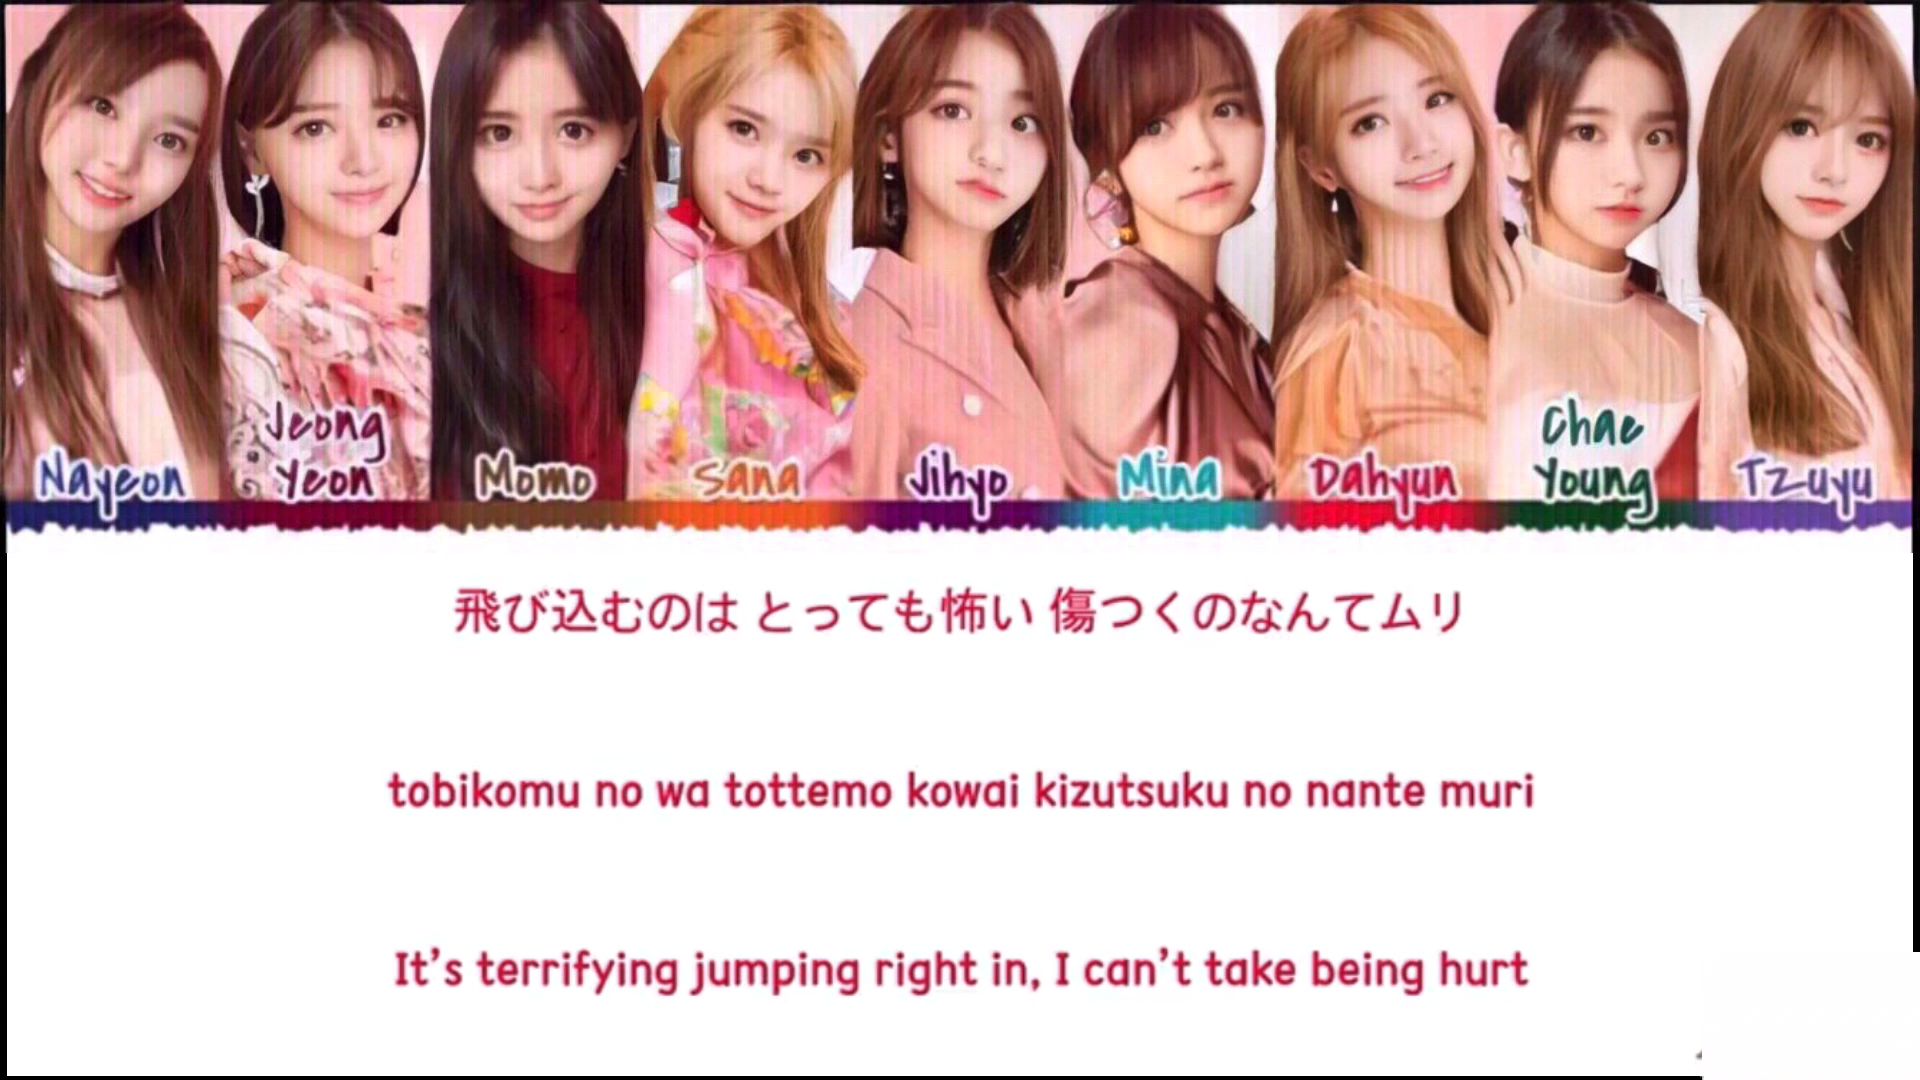 Nayeon
Jeong
Yeon
Momo
Sana
Jihyo
Mina
Dahyun
Chae
Young
Tzuyu
飛び込むのは とっても怖い 傷つくのなんてムリ
tobikomu no wa tottemo kowai kizutsuku no nante muri
It's terrifying jumping right in, I can't take being hurt